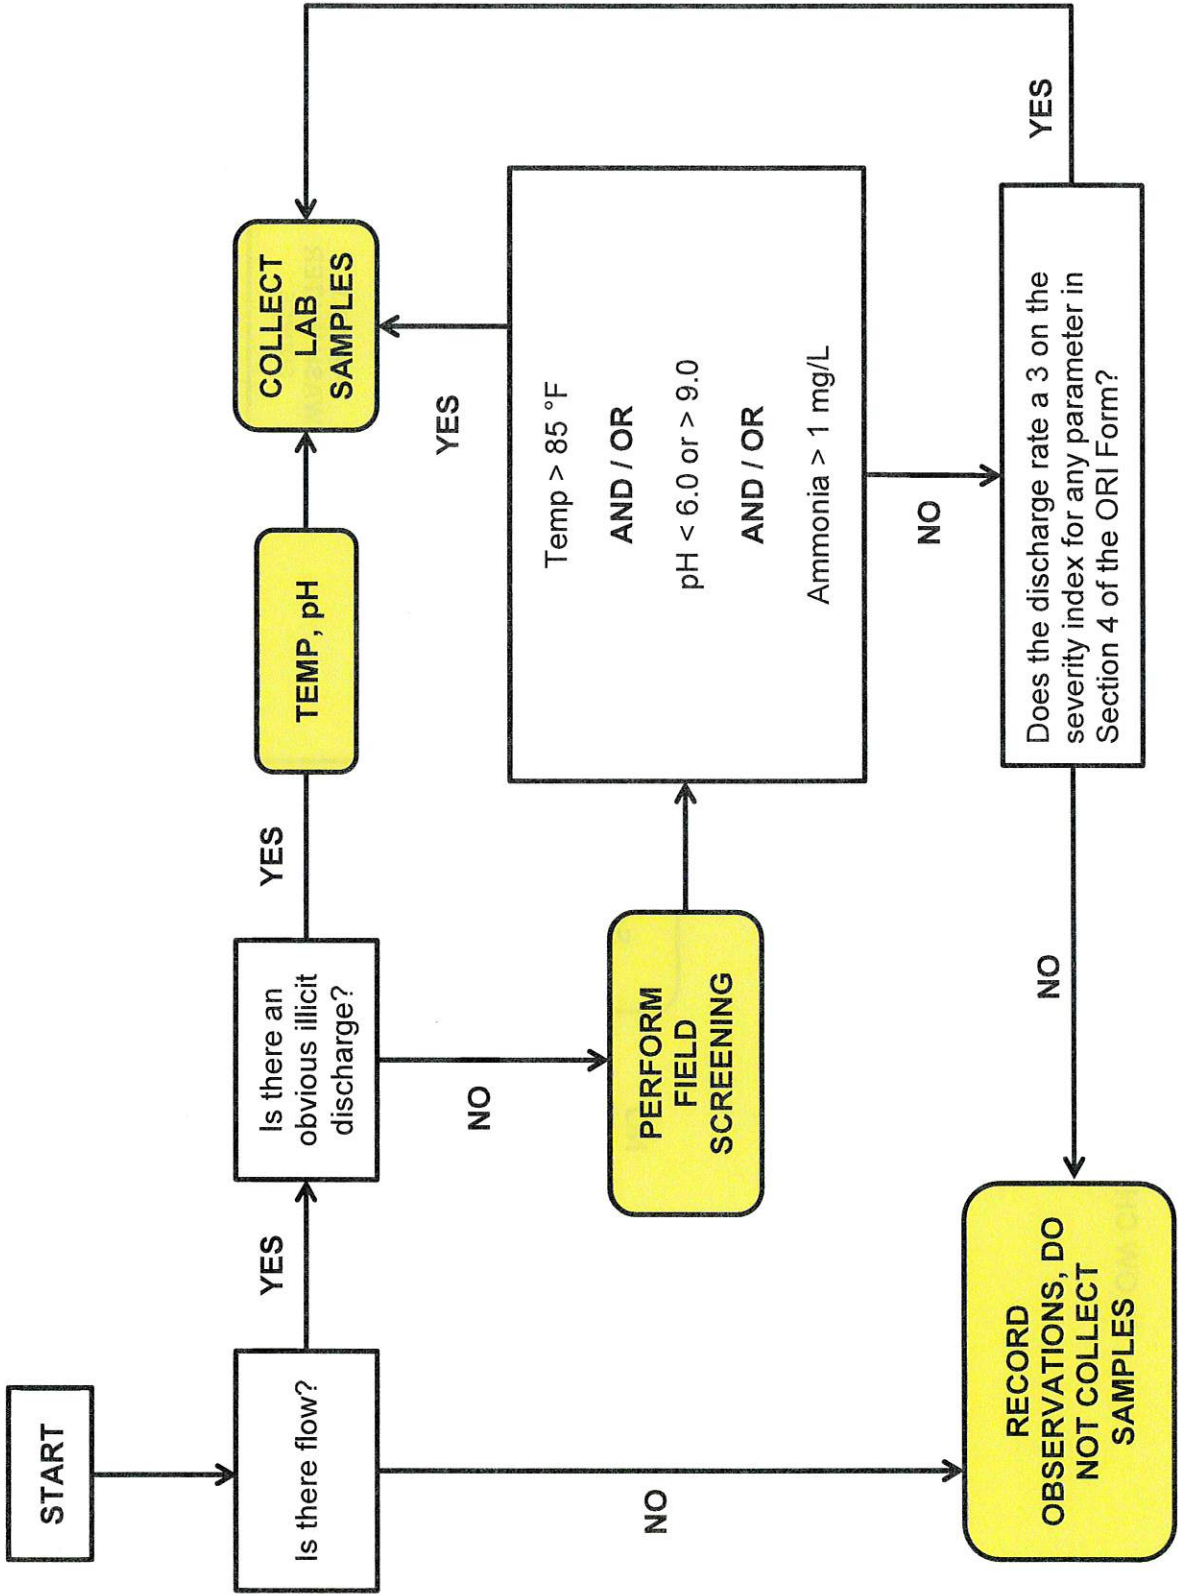 START
Is there flow?
YES
NO
Is there an
obvious illicit
discharge?
YES
NO
TEMP, pH
COLLECT
LAB
SAMPLES
PERFORM
FIELD
SCREENING
Temp > 85 °F
AND / OR
pH < 6.0 or > 9.0
AND / OR
Ammonia > 1 mg/L
YES
NO
Does the discharge rate a 3 on the
severity index for any parameter in
Section 4 of the ORI Form?
YES
NO
RECORD
OBSERVATIONS, DO
NOT COLLECT
SAMPLES